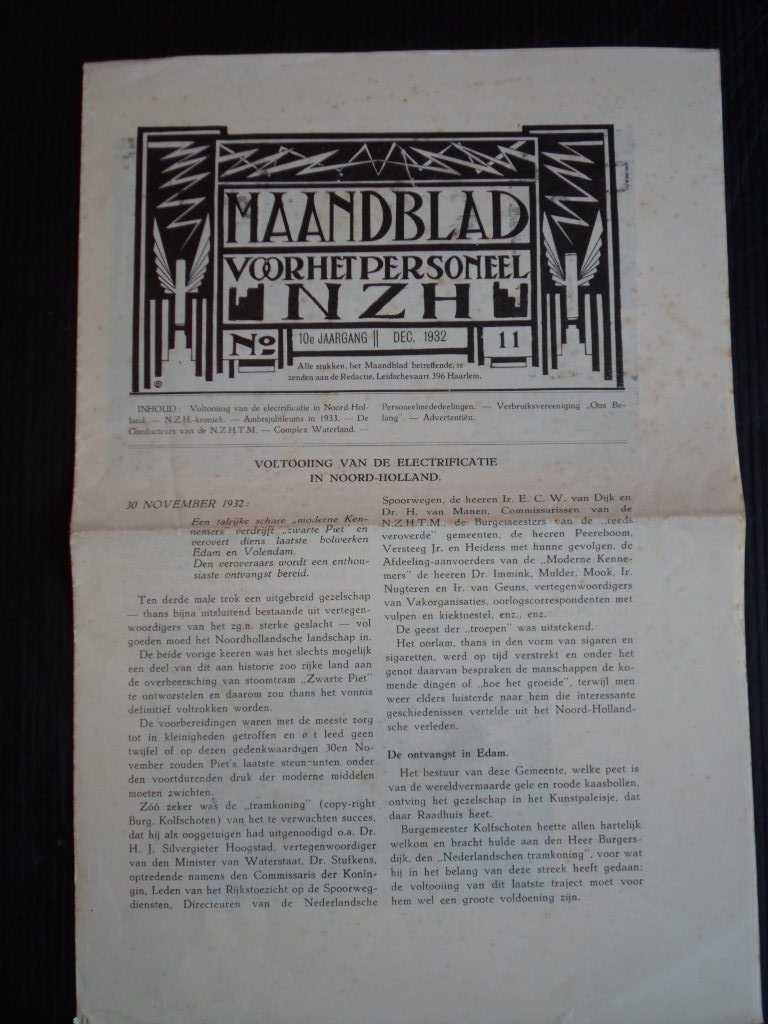 MAANDBLAD
VOOR HET PERSONEEL
NZH
No 10e JAARGANG || DEC. 1932 11
Alle stukken, het Maandblad betreffende, te
zenden aan de Redactie, Leidschevaart 396 Haarlem.
INHOUD: Voltooiing van de electrificatie in Noord-Hol-
land. — N.Z.H.-kroniek. — Ambtsjubileums in 1933. — De
Conducteurs van de N.Z.H.T.M. — Complex Waterland. —
Personeelmededeelingen. — Verbruiksvereeniging „Ons Be-
lang". — Advertentiën.
VOLTOOIING VAN DE ELECTRIFICATIE
IN NOORD-HOLLAND.
30 NOVEMBER 1932:
Een talrijke schare „moderne Ken-
nemers" verdrijft „zwarte Piet" en
verovert diens laatste bolwerken
Edam en Volendam.
Den veroveraars wordt een enthou-
siaste ontvangst bereid.
Ten derde male trok een uitgebreid gezelschap
— thans bijna uitsluitend bestaande uit vertegen-
woordigers van het zg.n. sterke geslacht — vol
goeden moed het Noordhollandsche landschap in.
De beide vorige keeren was het slechts mogelijk
een deel van dit aan historie zoo rijke land aan
de overheersching van stoomtram „Zwarte Piet"
te ontworstelen en daarom zou thans het vonnis
definitief voltrokken worden.
De voorbereidingen waren met de meeste zorg
tot in kleinigheden getroffen en leed geen
twijfel of op dezen gedenkwaardigen 30en No-
vember zouden Piet's laatste onder
den voortdurenden druk der moderne middelen
moeten zwichten.
Zóó zeker was de „tramkoning" (copy-right
Burg. Kolfschoten) van het te verwachten succes,
dat hij als ooggetuigen had uitgenoodigd o.a. Dr.
H. J. Silvergieter Hoogstad, vertegenwoordiger
van den Minister van Waterstaat, Dr. Stufkens,
optredende namens den Commissaris der Konin-
gin, Leden van het Rijkstoezicht op de Spoorweg-
diensten, Directeuren van de Nederlandsche
Spoorwegen, de heeren Ir. E. C. W. van Dijk en
Dr. H. van Manen, Commissarissen van de
N.Z.H.T.M., de Burgemeesters van de „reeds
veroverde" gemeenten, de heeren Peereboom,
Versteeg Jr. en Heidens met hunne gevolgen, de
Afdeeling-aanvoerders van de „Moderne Kenne-
mers" de heeren Dr. Immink, Mulder, Mook, Ir.
Nugteren en Ir. van Geuns, vertegenwoordigers
van Vakorganisaties, oorlogscorrespondenten met
vulpen en kiektoestel, enz., enz.
De geest der „troepen" was uitstekend.
Het oorlam, thans in den vorm van sigaren en
sigaretten, werd op tijd verstrekt en onder het
genot daarvan bespraken de manschappen de ko-
mende dingen of „hoe het groeide", terwijl men
weer elders luisterde naar hem die interessante
geschiedenissen vertelde uit het Noord-Holland-
sche verleden.
De ontvangst in Edam.
Het bestuur van deze Gemeente, welke peet is
van de wereldvermaarde gele en roode kaasbollen,
ontving het gezelschap in het Kunstpaleisje, dat
daar Raadhuis heet.
Burgemeester Kolfschoten heette allen hartelijk
welkom en bracht hulde aan den Heer Burgers-
dijk, den „Nederlandschen tramkoning", voor wat
hij in het belang van deze streek heeft gedaan;
de voltooiing van dit laatste traject moet voor
hem wel een groote voldoening zijn.